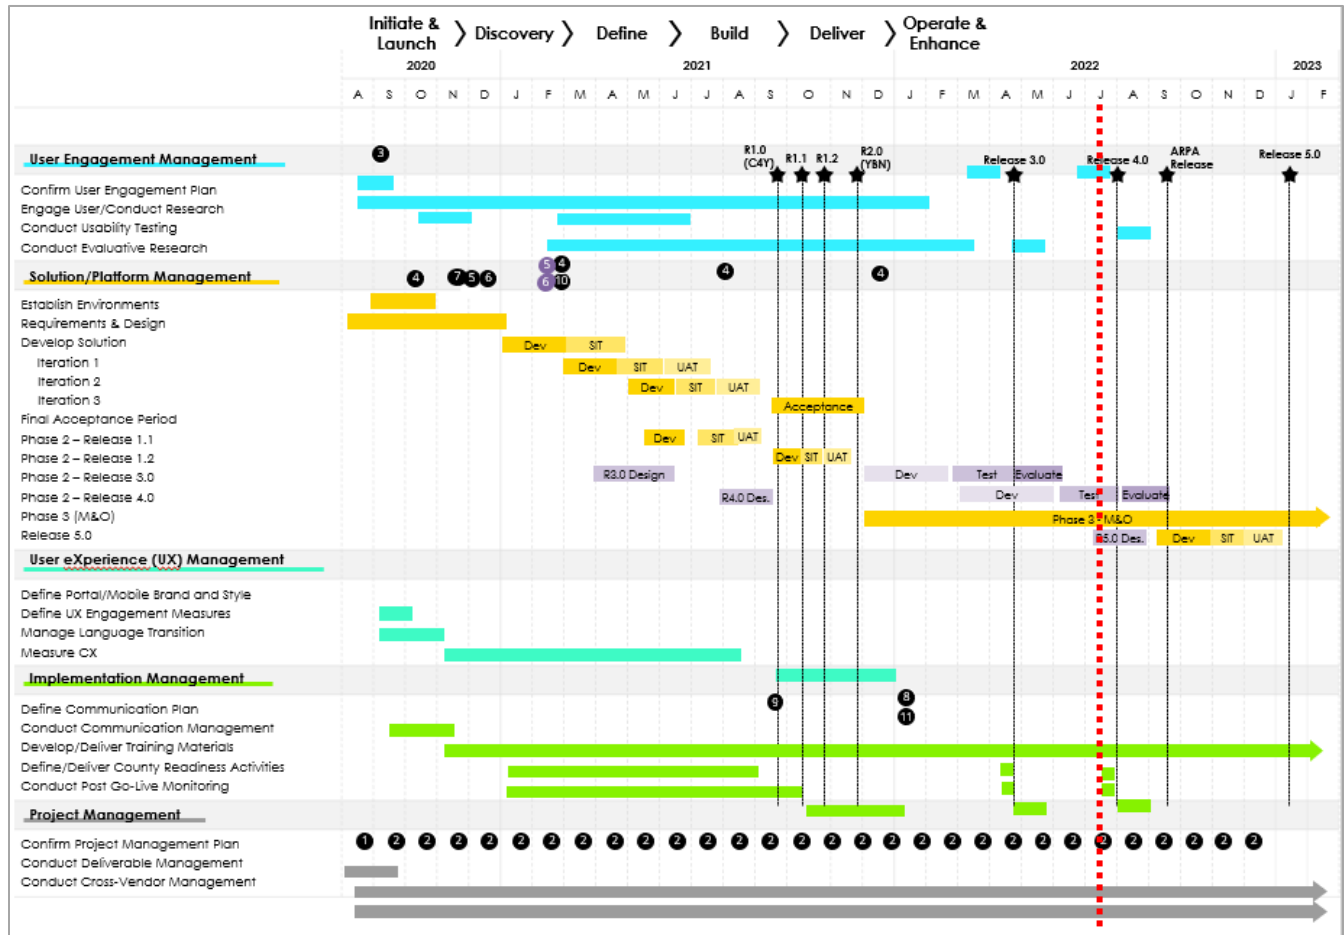 Initiate & Launch
Discovery
Define
Build
Deliver
Operate & Enhance
2020
2021
2022
2023
A S O N D J F M A M J J A S O N D J F M A M J J A S O N D J F
User Engagement Management
3
R1.0 (C4Y)
R1.1
R1.2
R2.0 (YBN)
Release 3.0
Release 4.0
ARPA Release
Release 5.0
Confirm User Engagement Plan
Engage User/Conduct Research
Conduct Usability Testing
Conduct Evaluative Research
Solution/Platform Management
4 7 5 6 5 4 4 4
6 10
Establish Environments
Requirements & Design
Develop Solution
Dev SIT
Iteration 1
Dev SIT UAT
Iteration 2
Dev SIT UAT
Iteration 3
Acceptance
Final Acceptance Period
Phase 2 – Release 1.1
Dev SIT UAT
Phase 2 – Release 1.2
Dev SIT UAT
Phase 2 – Release 3.0
R3.0 Design Dev Test Evaluate
Phase 2 – Release 4.0
R4.0 Des. Dev Test Evaluate
Phase 3 (M&O)
Phase 3 - M&O
Release 5.0
R5.0 Des. Dev SIT UAT
User eXperience (UX) Management
Define Portal/Mobile Brand and Style
Define UX Engagement Measures
Manage Language Transition
Measure CX
Implementation Management
9 8
11
Define Communication Plan
Conduct Communication Management
Develop/Deliver Training Materials
Define/Deliver County Readiness Activities
Conduct Post Go-Live Monitoring
Project Management
Confirm Project Management Plan
1 2 2 2 2 2 2 2 2 2 2 2 2 2 2 2 2 2 2 2 2 2 2 2 2 2 2 2 2 2
Conduct Deliverable Management
Conduct Cross-Vendor Management